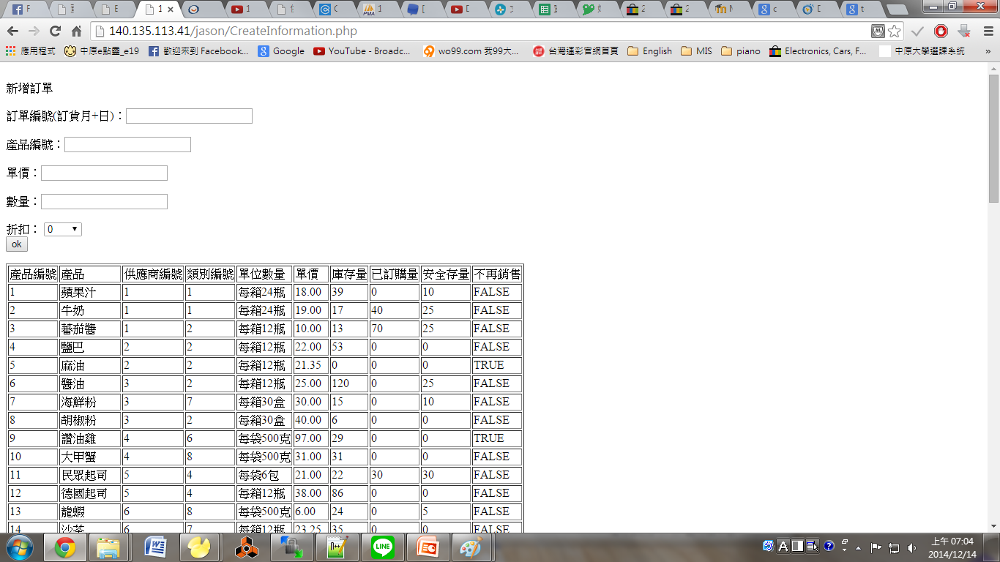 140.135.113.41/jason/CreateInformation.php
應用程式 中原e點靈_e19 歡迎來到 Facebook... Google YouTube - Broadc... wo99.com 我99大... 台灣運彩官網首頁 English MIS piano Electronics, Cars, F... 中原大學選課系統 »
新增訂單
訂單編號(訂貨月+日)：
產品編號：
單價：
數量：
折扣： 0
ok
產品編號 產品 供應商編號 類別編號 單位數量 單價 庫存量 已訂購量 安全存量 不再銷售
1 蘋果汁 1 1 每箱24瓶 18.00 39 0 10 FALSE
2 牛奶 1 1 每箱24瓶 19.00 17 40 25 FALSE
3 蕃茄醬 1 2 每箱12瓶 10.00 13 70 25 FALSE
4 鹽巴 2 2 每箱12瓶 22.00 53 0 0 FALSE
5 麻油 2 2 每箱12瓶 21.35 0 0 0 TRUE
6 醬油 3 2 每箱12瓶 25.00 120 0 25 FALSE
7 海鮮粉 3 7 每箱30盒 30.00 15 0 10 FALSE
8 胡椒粉 3 2 每箱30盒 40.00 6 0 0 FALSE
9 讚油雞 4 6 每袋500克 97.00 29 0 0 TRUE
10 大甲蟹 4 8 每袋500克 31.00 31 0 0 FALSE
11 民眾起司 5 4 每袋6包 21.00 22 30 30 FALSE
12 德國起司 5 4 每箱12瓶 38.00 86 0 0 FALSE
13 龍蝦 6 8 每袋500克 6.00 24 0 5 FALSE
14 沙茶 6 7 每箱12瓶 23.25 35 0 0 FALSE
上午 07:04
2014/12/14